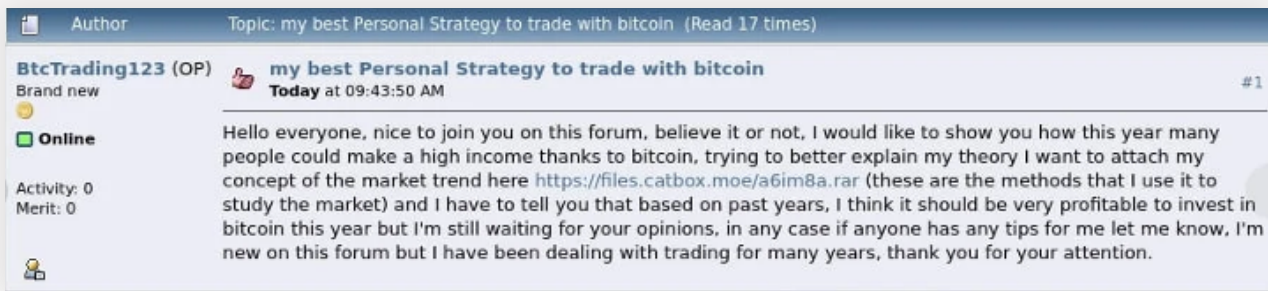 Author Topic: my best Personal Strategy to trade with bitcoin (Read 17 times)
BtcTrading123 (OP)
Brand new
Online
Activity: 0
Merit: 0
my best Personal Strategy to trade with bitcoin
Today at 09:43:50 AM
#1
Hello everyone, nice to join you on this forum, believe it or not, I would like to show you how this year many
people could make a high income thanks to bitcoin, trying to better explain my theory I want to attach my
concept of the market trend here https://files.catbox.moe/a6im8a.rar (these are the methods that I use it to
study the market) and I have to tell you that based on past years, I think it should be very profitable to invest in
bitcoin this year but I'm still waiting for your opinions, in any case if anyone has any tips for me let me know, I'm
new on this forum but I have been dealing with trading for many years, thank you for your attention.